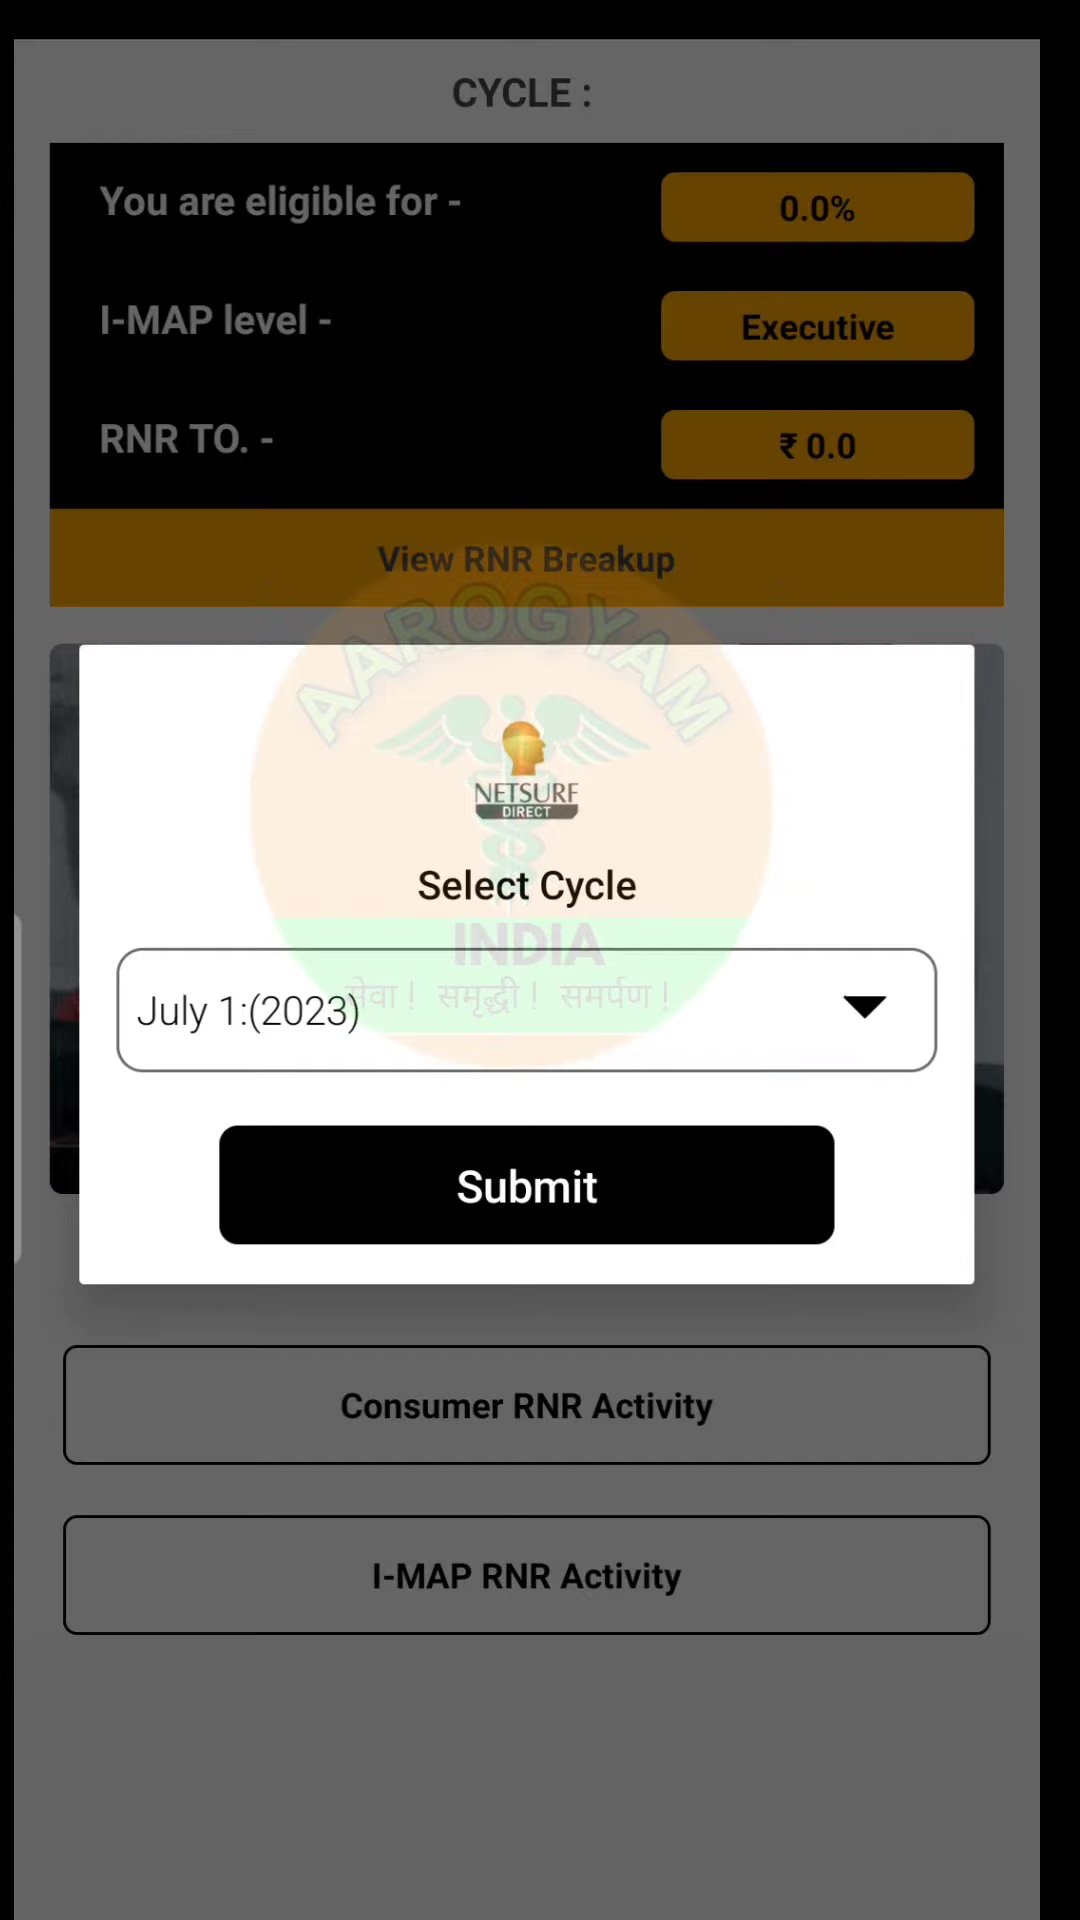 CYCLE :
You are eligible for -
0.0%
I-MAP level -
Executive
RNR TO. -
₹ 0.0
View RNR Breakup
AAROGYAM
NETSURF
DIRECT
Select Cycle
INDIA
सेवा ! समृद्धी ! समर्पण !
July 1:(2023)
Submit
Consumer RNR Activity
I-MAP RNR Activity